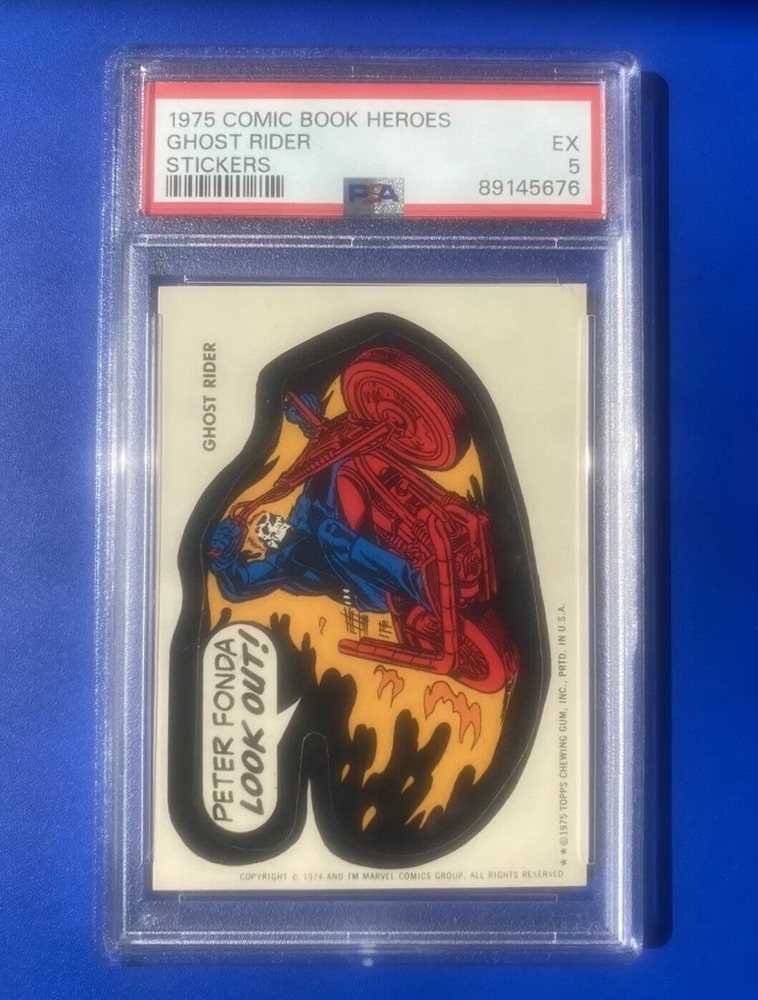 1975 COMIC BOOK HEROES
GHOST RIDER
EX
STICKERS
5
PSA
89145676
GHOST RIDER
PETER FONDA
LOOK OUT!
COPYRIGHT © 1974 AND TM MARVEL COMICS GROUP. ALL RIGHTS RESERVED
★★©1975 TOPPS CHEWING GUM, INC., PRTD. IN U.S.A.